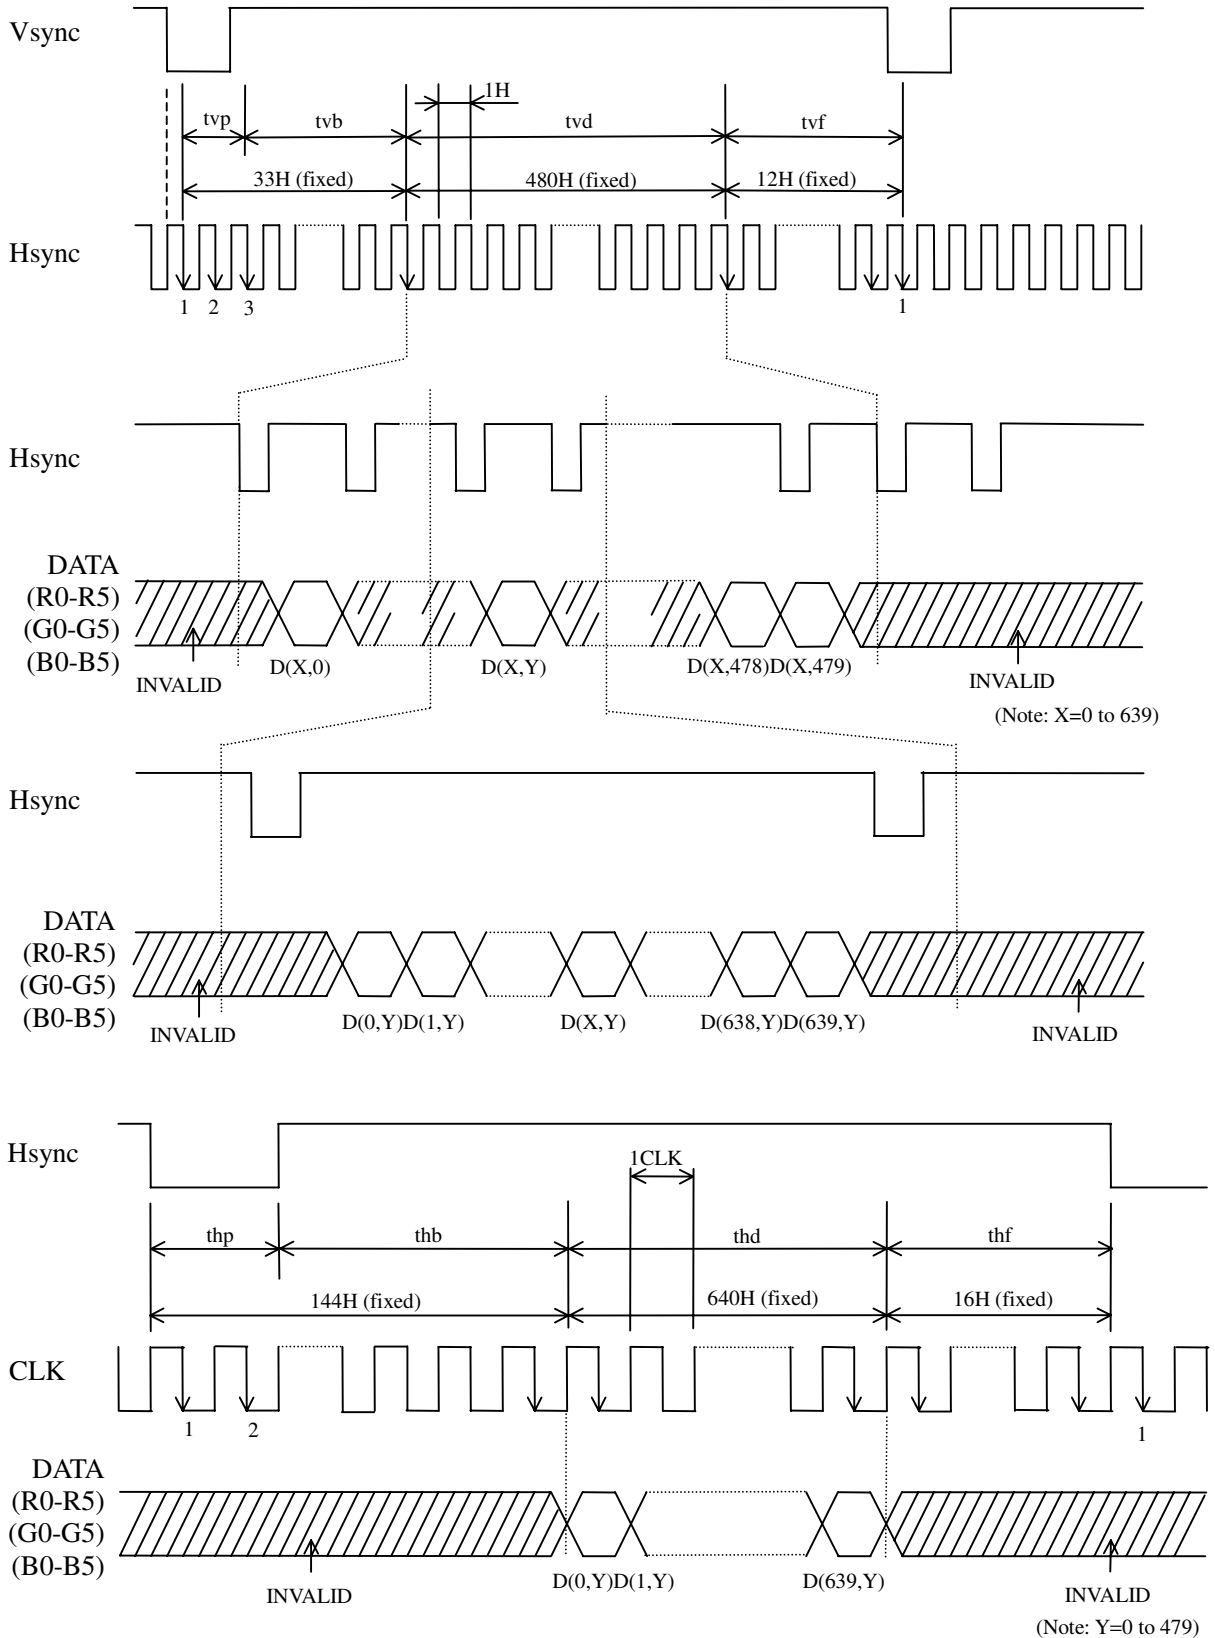 Vsync
1H
tvp tvb tvd tvf
33H (fixed) 480H (fixed) 12H (fixed)
Hsync
1 2 3 1
Hsync
DATA
(R0-R5)
(G0-G5)
(B0-B5)
D(X,0) D(X,Y) D(X,478)D(X,479)
INVALID INVALID
(Note: X=0 to 639)
Hsync
DATA
(R0-R5)
(G0-G5)
(B0-B5)
D(0,Y)D(1,Y) D(X,Y) D(638,Y)D(639,Y)
INVALID INVALID
Hsync
1CLK
thp thb thd thf
144H (fixed) 640H (fixed) 16H (fixed)
CLK
1 2 1
DATA
(R0-R5)
(G0-G5)
(B0-B5)
D(0,Y)D(1,Y) D(639,Y)
INVALID INVALID
(Note: Y=0 to 479)